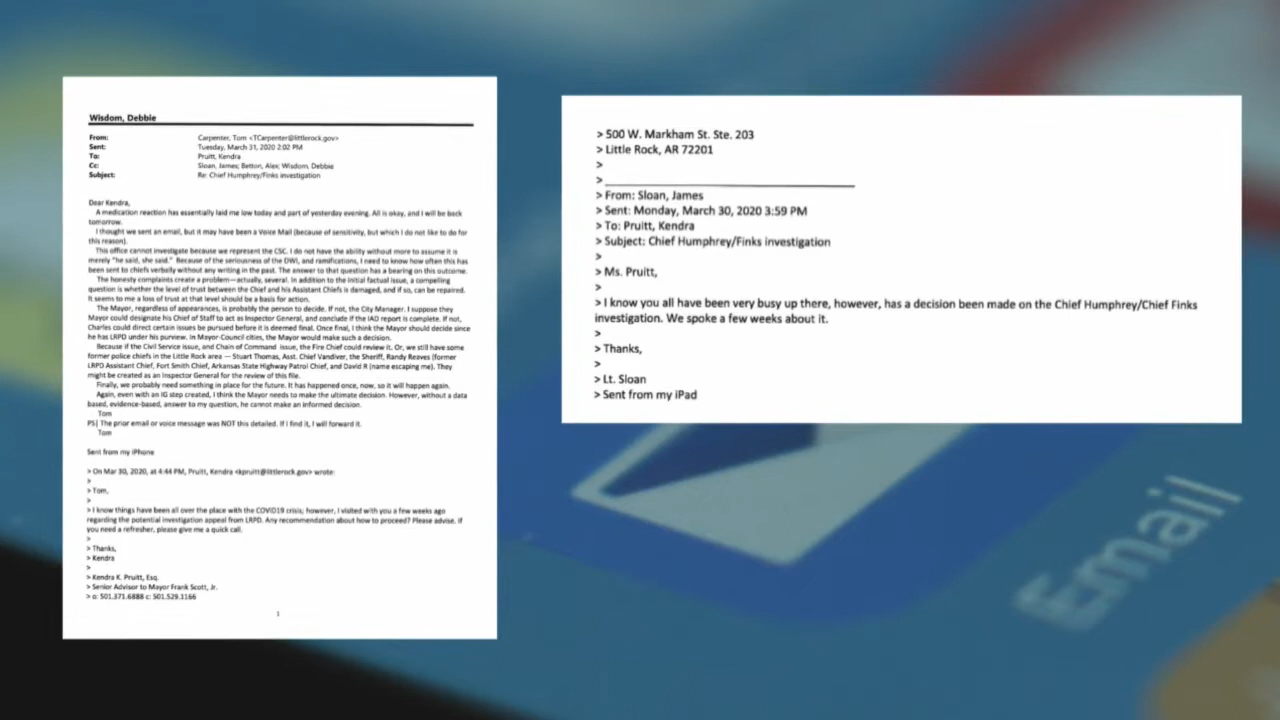 Wisdom, Debbie
From: Carpenter, Tom <TCarpenter@littlerock.gov>
Sent: Tuesday, March 31, 2020 2:02 PM
To: Pruitt, Kendra
Cc: Sloan, James; Betton, Alex; Wisdom, Debbie
Subject: Re: Chief Humphrey/Finks investigation
Dear Kendra,
A medication reaction has essentially laid me low today and part of yesterday evening. All is okay, and I will be back
tomorrow.
I thought we sent an email, but it may have been a Voice Mail (because of sensitivity, but which I do not like to do for
this reason).
This office cannot investigate because we represent the CSC. I do not have the ability without more to assume it is
merely "he said, she said." Because of the seriousness of the DWI, and ramifications, I need to know how often this has
been sent to chiefs verbally without any writing in the past. The answer to that question has a bearing on this outcome.
The honesty complaints create a problem—actually, several. In addition to the initial factual issue, a compelling
question is whether the level of trust between the Chief and his Assistant Chiefs is damaged, and if so, can be repaired.
It seems to me a loss of trust at that level should be a basis for action.
The Mayor, regardless of appearances, is probably the person to decide. If not, the City Manager. I suppose they
Mayor could designate his Chief of Staff to act as Inspector General, and conclude if the IAD report is complete. If not,
Charles could direct certain issues be pursued before it is deemed final. Once final, I think the Mayor should decide since
he has LRPD under his purview. In Mayor-Council cities, the Mayor would make such a decision.
Because if the Civil Service issue, and Chain of Command issue, the Fire Chief could review it. Or, we still have some
former police chiefs in the Little Rock area — Stuart Thomas, Asst. Chief Vandiver, the Sheriff, Randy Reaves (former
LRPD Assistant Chief, Fort Smith Chief, Arkansas State Highway Patrol Chief, and David R (name escaping me). They
might be created as an Inspector General for the review of this file.
Finally, we probably need something in place for the future. It has happened once, now, so it will happen again.
Again, even with an IG step created, I think the Mayor needs to make the ultimate decision. However, without a data
based, evidence-based, answer to my question, he cannot make an informed decision.
Tom
PS| The prior email or voice message was NOT this detailed. If I find it, I will forward it.
Tom
Sent from my iPhone
> On Mar 30, 2020, at 4:44 PM, Pruitt, Kendra <kpruitt@littlerock.gov> wrote:
>
> Tom,
>
> I know things have been all over the place with the COVID19 crisis; however, I visited with you a few weeks ago
regarding the potential investigation appeal from LRPD. Any recommendation about how to proceed? Please advise. If
you need a refresher, please give me a quick call.
>
> Thanks,
> Kendra
>
> Kendra K. Pruitt, Esq.
> Senior Advisor to Mayor Frank Scott, Jr.
> o: 501.371.6888 c: 501.529.1166
1
> 500 W. Markham St. Ste. 203
> Little Rock, AR 72201
>
> ________________________________
> From: Sloan, James
> Sent: Monday, March 30, 2020 3:59 PM
> To: Pruitt, Kendra
> Subject: Chief Humphrey/Finks investigation
>
> Ms. Pruitt,
>
> I know you all have been very busy up there, however, has a decision been made on the Chief Humphrey/Chief Finks
investigation. We spoke a few weeks about it.
>
> Thanks,
>
> Lt. Sloan
> Sent from my iPad
Email